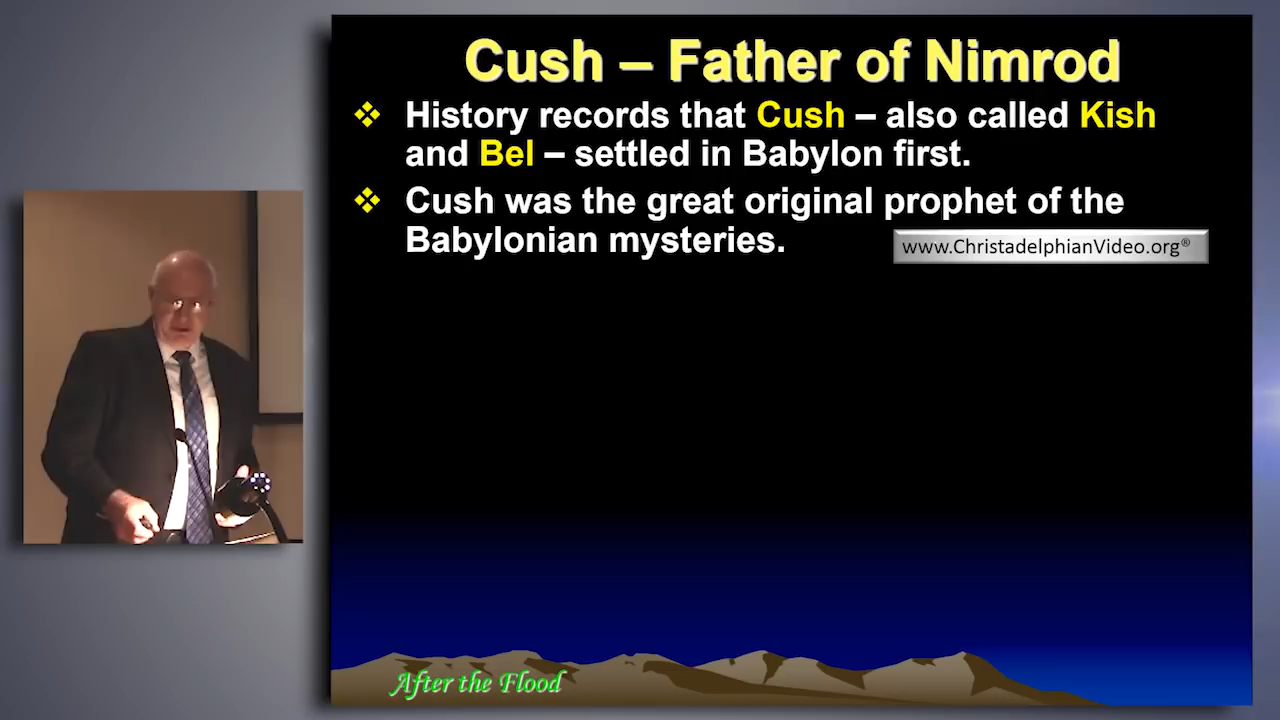 Cush – Father of Nimrod
❖ History records that Cush – also called Kish
and Bel – settled in Babylon first.
❖ Cush was the great original prophet of the
Babylonian mysteries.
www.ChristadelphianVideo.org®
After the Flood